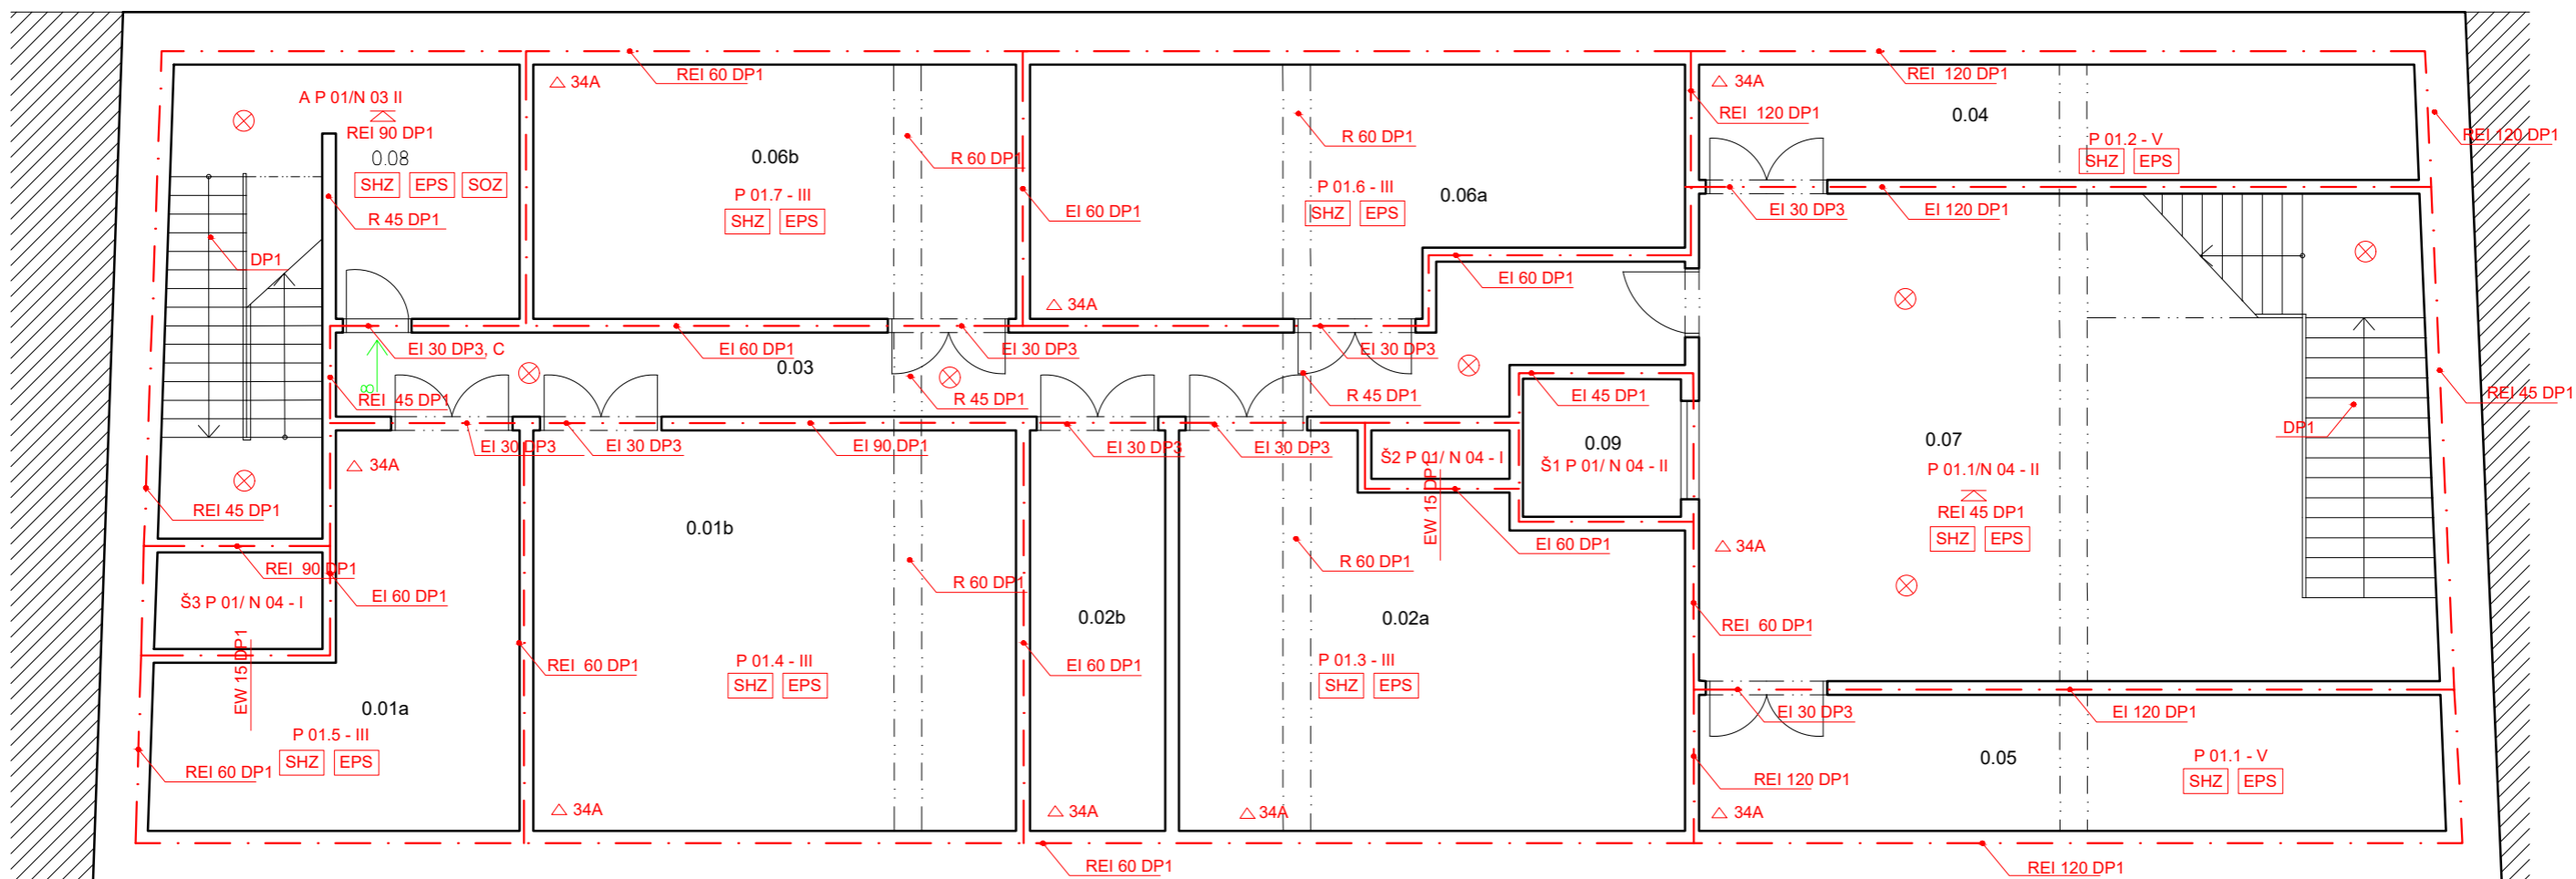 REI 60 DP1
REI 120 DP1
34A
34A
A P 01/N 03 II
REI 90 DP1
0.08
SHZ EPS SOZ
R 45 DP1
DP1
0.06b
P 01.7 - III
SHZ EPS
R 60 DP1
EI 60 DP1
R 60 DP1
P 01.6 - III
SHZ EPS
0.06a
34A
REI 120 DP1
0.04
P 01.2 - V
SHZ EPS
REI 120 DP1
EI 30 DP3
EI 120 DP1
EI 60 DP1
EI 30 DP3, C
8
EI 60 DP1
0.03
EI 30 DP3
EI 30 DP3
REI 45 DP1
R 45 DP1
R 45 DP1
EI 45 DP1
REI 45 DP1
EI 30 DP3
EI 30 DP3
EI 90 DP1
EI 30 DP3
EI 30 DP3
Š2 P 01/ N 04 - I
0.09
Š1 P 01/ N 04 - II
0.07
P 01.1/N 04 - II
REI 45 DP1
SHZ EPS
DP1
34A
REI 45 DP1
0.01b
EW 15 DP1
EI 60 DP1
34A
REI 90 DP1
Š3 P 01/ N 04 - I
EI 60 DP1
R 60 DP1
R 60 DP1
0.02b
0.02a
REI 60 DP1
EW 15 DP1
REI 60 DP1
P 01.4 - III
SHZ EPS
EI 60 DP1
P 01.3 - III
SHZ EPS
0.01a
P 01.5 - III
SHZ EPS
REI 60 DP1
EI 30 DP3
EI 120 DP1
0.05
P 01.1 - V
SHZ EPS
REI 120 DP1
34A
34A
34A
34A
REI 60 DP1
REI 120 DP1